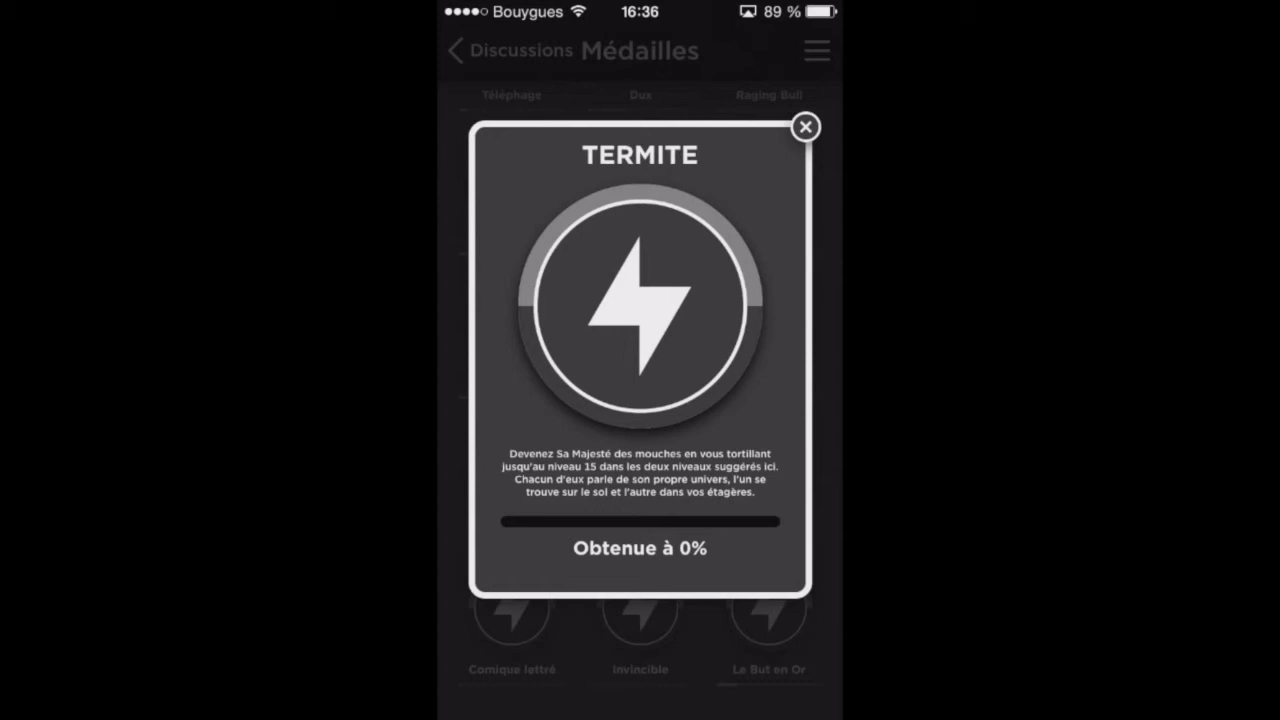 Bouygues 16:36 89 %
Discussions Médailles
Téléphage Dux Raging Bull
TERMITE
Devenez Sa Majesté des mouches en vous tortillant
jusqu'au niveau 15 dans les deux niveaux suggérés ici.
Chacun d'eux parle de son propre univers, l'un se
trouve sur le sol et l'autre dans vos étagères.
Obtenue à 0%
Comique lettré Invincible Le But en Or